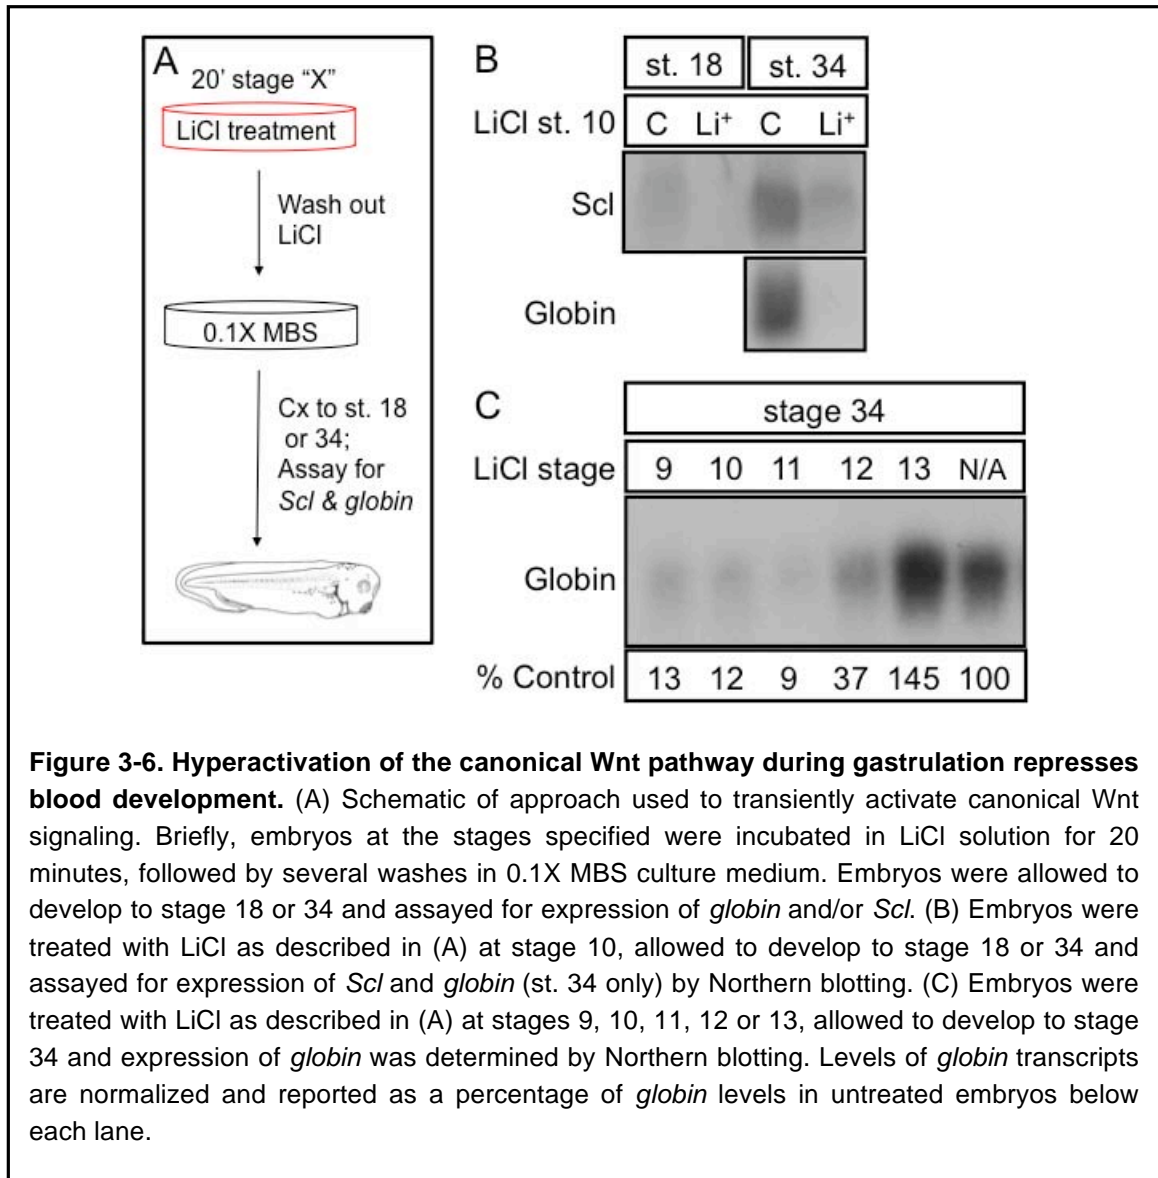 A
20' stage "X"
LiCl treatment
Wash out
LiCl
0.1X MBS
Cx to st. 18
or 34;
Assay for
Scl & globin
B
st. 18 st. 34
LiCl st. 10 C Li⁺ C Li⁺
Scl
Globin
C
stage 34
LiCl stage 9 10 11 12 13 N/A
Globin
% Control 13 12 9 37 145 100
Figure 3-6. Hyperactivation of the canonical Wnt pathway during gastrulation represses
blood development. (A) Schematic of approach used to transiently activate canonical Wnt
signaling. Briefly, embryos at the stages specified were incubated in LiCl solution for 20
minutes, followed by several washes in 0.1X MBS culture medium. Embryos were allowed to
develop to stage 18 or 34 and assayed for expression of globin and/or Scl. (B) Embryos were
treated with LiCl as described in (A) at stage 10, allowed to develop to stage 18 or 34 and
assayed for expression of Scl and globin (st. 34 only) by Northern blotting. (C) Embryos were
treated with LiCl as described in (A) at stages 9, 10, 11, 12 or 13, allowed to develop to stage
34 and expression of globin was determined by Northern blotting. Levels of globin transcripts
are normalized and reported as a percentage of globin levels in untreated embryos below
each lane.